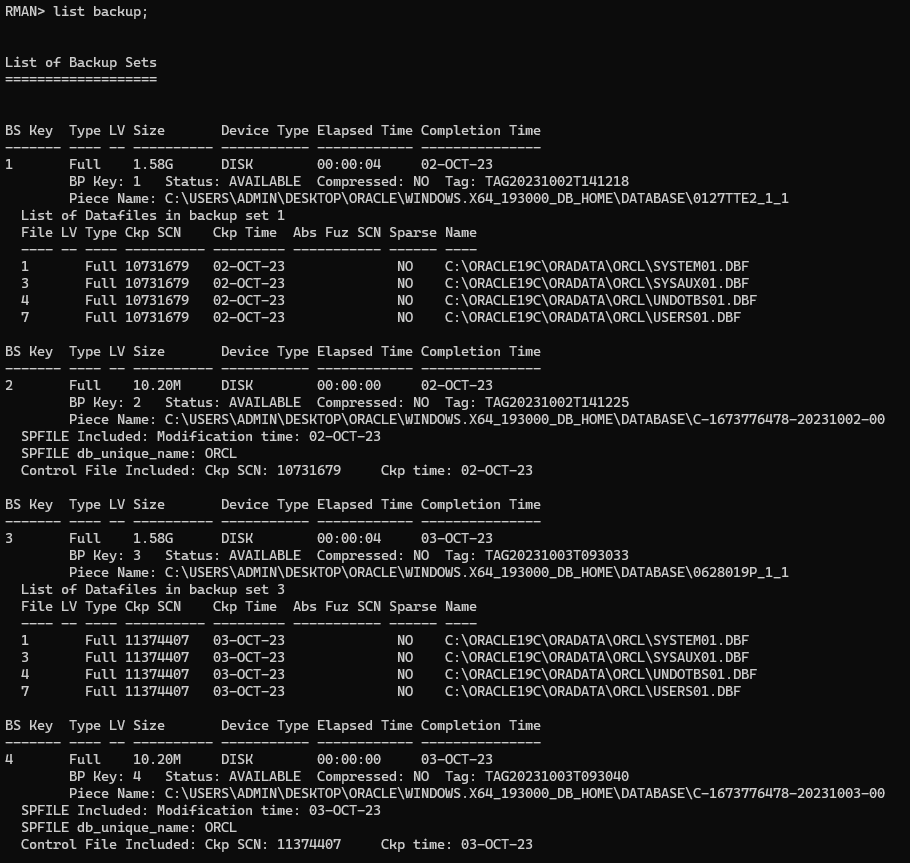 RMAN> list backup;
List of Backup Sets
===================
BS Key  Type LV Size       Device Type Elapsed Time Completion Time
------- ---- -- ---------- ----------- ------------ ---------------
1       Full    1.58G      DISK        00:00:04     02-OCT-23
        BP Key: 1   Status: AVAILABLE  Compressed: NO  Tag: TAG20231002T141218
        Piece Name: C:\USERS\ADMIN\DESKTOP\ORACLE\WINDOWS.X64_193000_DB_HOME\DATABASE\0127TTE2_1_1
  List of Datafiles in backup set 1
  File LV Type Ckp SCN    Ckp Time  Abs Fuz SCN Sparse Name
  ---- -- ---- ---------- --------- ----------- ------ ----
  1       Full 10731679   02-OCT-23              NO    C:\ORACLE19C\ORADATA\ORCL\SYSTEM01.DBF
  3       Full 10731679   02-OCT-23              NO    C:\ORACLE19C\ORADATA\ORCL\SYSAUX01.DBF
  4       Full 10731679   02-OCT-23              NO    C:\ORACLE19C\ORADATA\ORCL\UNDOTBS01.DBF
  7       Full 10731679   02-OCT-23              NO    C:\ORACLE19C\ORADATA\ORCL\USERS01.DBF
BS Key  Type LV Size       Device Type Elapsed Time Completion Time
------- ---- -- ---------- ----------- ------------ ---------------
2       Full    10.20M     DISK        00:00:00     02-OCT-23
        BP Key: 2   Status: AVAILABLE  Compressed: NO  Tag: TAG20231002T141225
        Piece Name: C:\USERS\ADMIN\DESKTOP\ORACLE\WINDOWS.X64_193000_DB_HOME\DATABASE\C-1673776478-20231002-00
  SPFILE Included: Modification time: 02-OCT-23
  SPFILE db_unique_name: ORCL
  Control File Included: Ckp SCN: 10731679     Ckp time: 02-OCT-23
BS Key  Type LV Size       Device Type Elapsed Time Completion Time
------- ---- -- ---------- ----------- ------------ ---------------
3       Full    1.58G      DISK        00:00:04     03-OCT-23
        BP Key: 3   Status: AVAILABLE  Compressed: NO  Tag: TAG20231003T093033
        Piece Name: C:\USERS\ADMIN\DESKTOP\ORACLE\WINDOWS.X64_193000_DB_HOME\DATABASE\0628019P_1_1
  List of Datafiles in backup set 3
  File LV Type Ckp SCN    Ckp Time  Abs Fuz SCN Sparse Name
  ---- -- ---- ---------- --------- ----------- ------ ----
  1       Full 11374407   03-OCT-23              NO    C:\ORACLE19C\ORADATA\ORCL\SYSTEM01.DBF
  3       Full 11374407   03-OCT-23              NO    C:\ORACLE19C\ORADATA\ORCL\SYSAUX01.DBF
  4       Full 11374407   03-OCT-23              NO    C:\ORACLE19C\ORADATA\ORCL\UNDOTBS01.DBF
  7       Full 11374407   03-OCT-23              NO    C:\ORACLE19C\ORADATA\ORCL\USERS01.DBF
BS Key  Type LV Size       Device Type Elapsed Time Completion Time
------- ---- -- ---------- ----------- ------------ ---------------
4       Full    10.20M     DISK        00:00:00     03-OCT-23
        BP Key: 4   Status: AVAILABLE  Compressed: NO  Tag: TAG20231003T093040
        Piece Name: C:\USERS\ADMIN\DESKTOP\ORACLE\WINDOWS.X64_193000_DB_HOME\DATABASE\C-1673776478-20231003-00
  SPFILE Included: Modification time: 03-OCT-23
  SPFILE db_unique_name: ORCL
  Control File Included: Ckp SCN: 11374407     Ckp time: 03-OCT-23